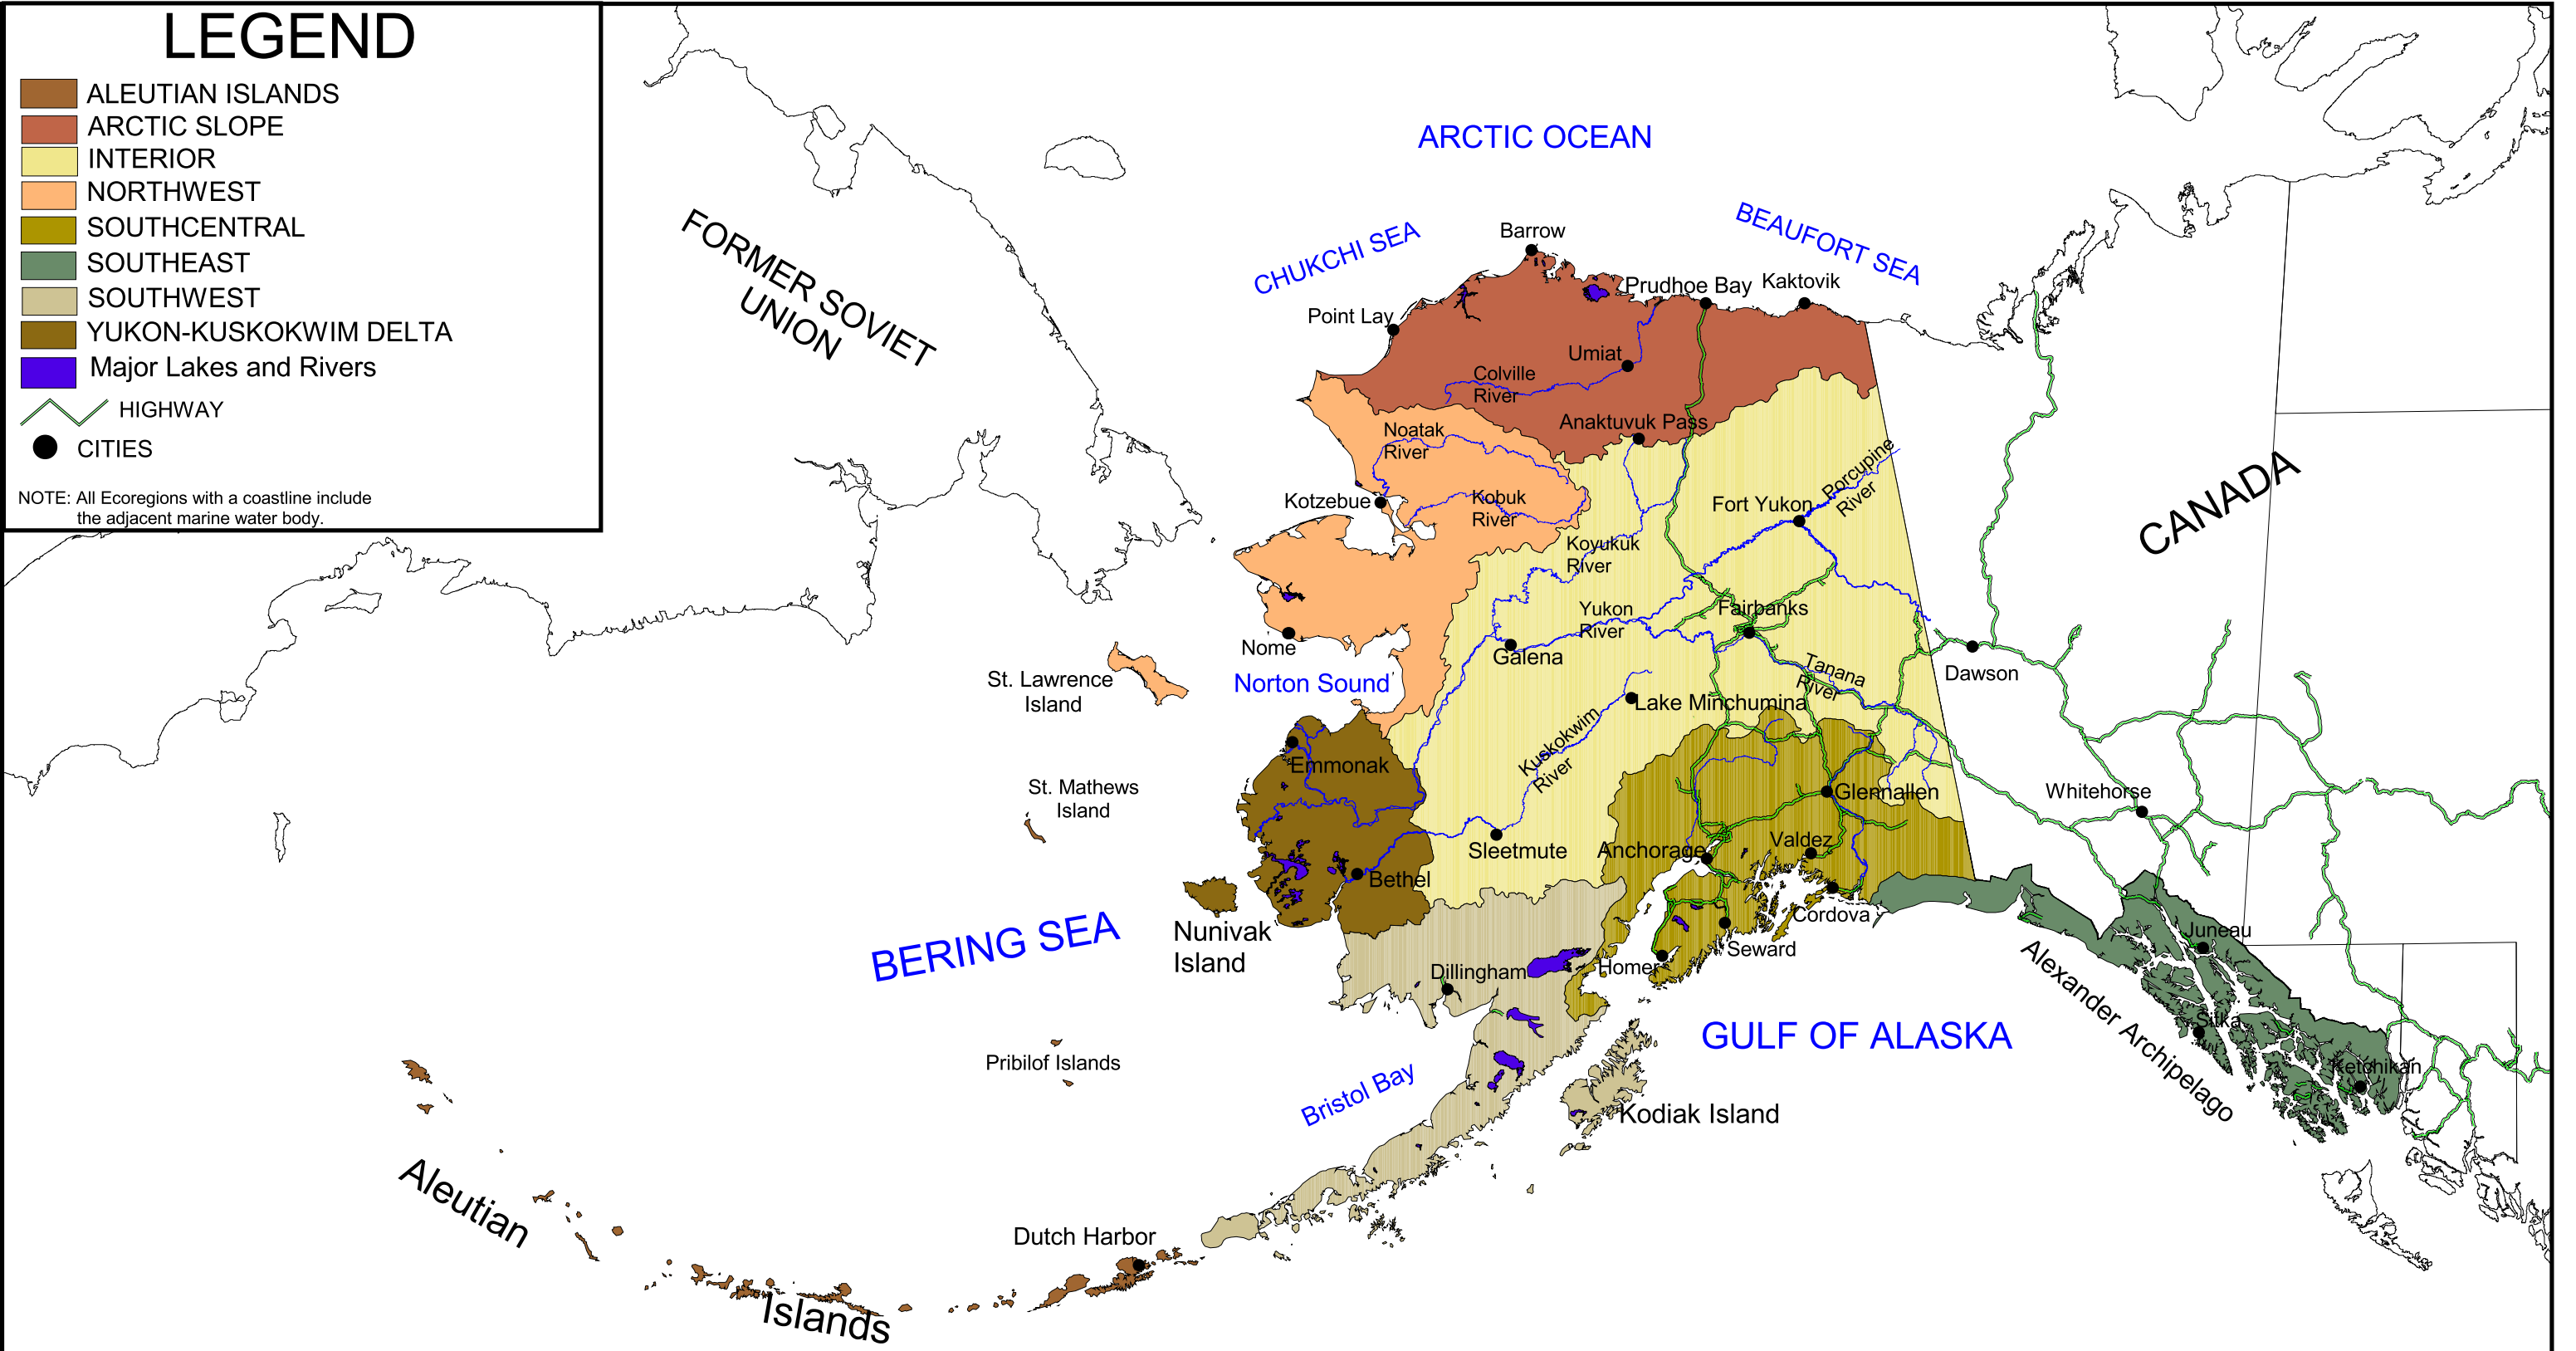 LEGEND
ALEUTIAN ISLANDS
ARCTIC SLOPE
INTERIOR
NORTHWEST
SOUTHCENTRAL
SOUTHEAST
SOUTHWEST
YUKON-KUSKOKWIM DELTA
Major Lakes and Rivers
HIGHWAY
CITIES
NOTE: All Ecoregions with a coastline include
the adjacent marine water body.
ARCTIC OCEAN
FORMER SOVIET
UNION
CHUKCHI SEA
BEAUFORT SEA
Barrow
Prudhoe Bay
Kaktovik
Point Lay
Umiat
Colville
River
Anaktuvuk Pass
Noatak
River
Porcupine
River
CANADA
Kotzebue
Kobuk
River
Fort Yukon
Koyukuk
River
Yukon
River
Fairbanks
Nome
Galena
Tanana
River
Dawson
St. Lawrence
Island
Norton Sound
Lake Minchumina
Kuskokwim
River
Emmonak
St. Mathews
Island
Glennallen
Whitehorse
Sleetmute
Anchorage
Valdez
Bethel
Cordova
BERING SEA
Nunivak
Island
Juneau
Seward
Homer
Dillingham
Alexander Archipelago
Sitka
GULF OF ALASKA
Pribilof Islands
Bristol Bay
Ketchikan
Kodiak Island
Aleutian
Islands
Dutch Harbor